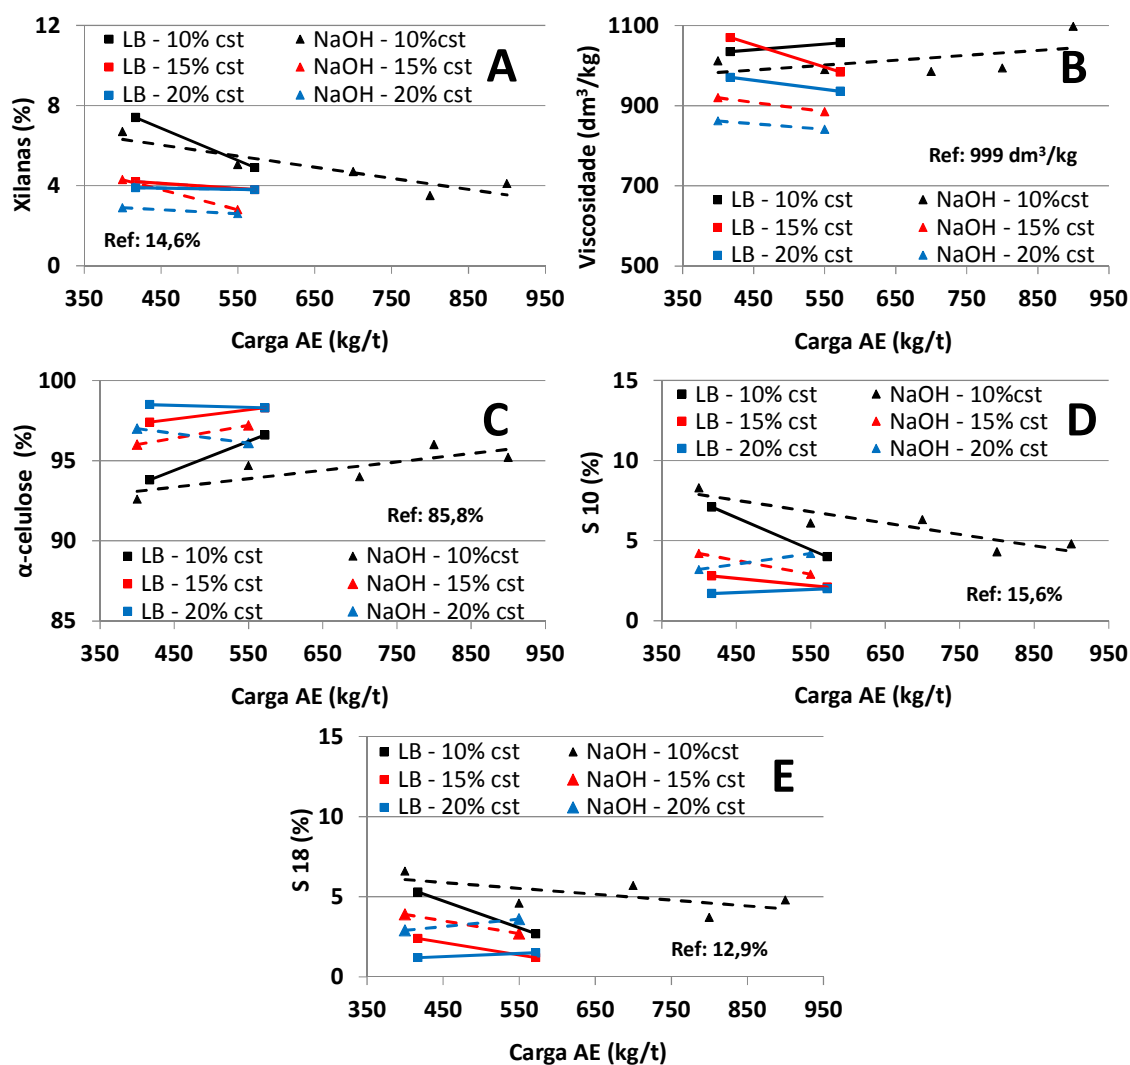 12
8
4
0
Xilanas (%)
LB - 10% cst
NaOH - 10%cst
LB - 15% cst
NaOH - 15% cst
LB - 20% cst
NaOH - 20% cst
A
Ref: 14,6%
350 450 550 650 750 850 950
Carga AE (kg/t)
1100
900
700
500
Viscosidade (dm³/kg)
B
Ref: 999 dm³/kg
LB - 10% cst
NaOH - 10%cst
LB - 15% cst
NaOH - 15% cst
LB - 20% cst
NaOH - 20% cst
350 450 550 650 750 850 950
Carga AE (kg/t)
100
95
90
85
α-celulose (%)
C
Ref: 85,8%
LB - 10% cst
NaOH - 10%cst
LB - 15% cst
NaOH - 15% cst
LB - 20% cst
NaOH - 20% cst
350 450 550 650 750 850 950
Carga AE (kg/t)
15
10
5
0
S 10 (%)
LB - 10% cst
NaOH - 10%cst
LB - 15% cst
NaOH - 15% cst
LB - 20% cst
NaOH - 20% cst
D
Ref: 15,6%
350 450 550 650 750 850 950
Carga AE (kg/t)
15
10
5
0
S 18 (%)
LB - 10% cst
NaOH - 10%cst
LB - 15% cst
NaOH - 15% cst
LB - 20% cst
NaOH - 20% cst
E
Ref: 12,9%
350 450 550 650 750 850 950
Carga AE (kg/t)